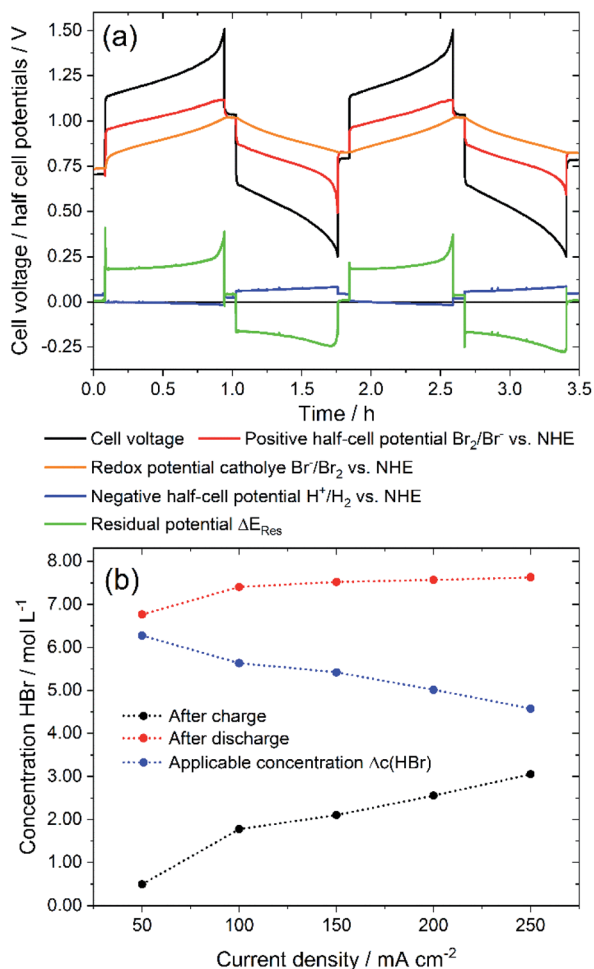 (a)
Cell voltage / half cell potentials / V
1.50
1.25
1.00
0.75
0.50
0.25
0.00
-0.25
0.0 0.5 1.0 1.5 2.0 2.5 3.0 3.5
Time / h
Cell voltage Positive half-cell potential Br₂/Br⁻ vs. NHE
Redox potential catholye Br⁻/Br₂ vs. NHE
Negative half-cell potential H⁺/H₂ vs. NHE
Residual potential ΔE_Res
(b)
Concentration HBr / mol L⁻¹
8.00
7.00
6.00
5.00
4.00
3.00
2.00
1.00
0.00
After charge
After discharge
Applicable concentration Δc(HBr)
50 100 150 200 250
Current density / mA cm⁻²